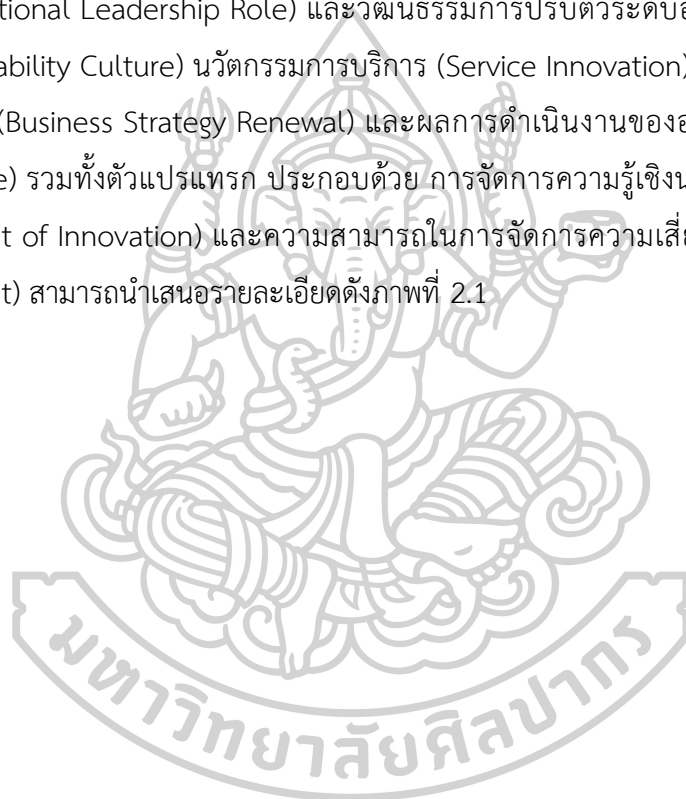 tional Leadership Role) และวัฒนธรรมการปรับตัวระดับอ
ability Culture) นวัตกรรมการบริการ (Service Innovation)
(Business Strategy Renewal) และผลการดำเนินงานของอ
e) รวมทั้งตัวแปรแทรก ประกอบด้วย การจัดการความรู้เชิงน
t of Innovation) และความสามารถในการจัดการความเสี่ย
t) สามารถนำเสนอรายละเอียดดังภาพที่ 2.1
มหาวิทยาลัยศิลปากร